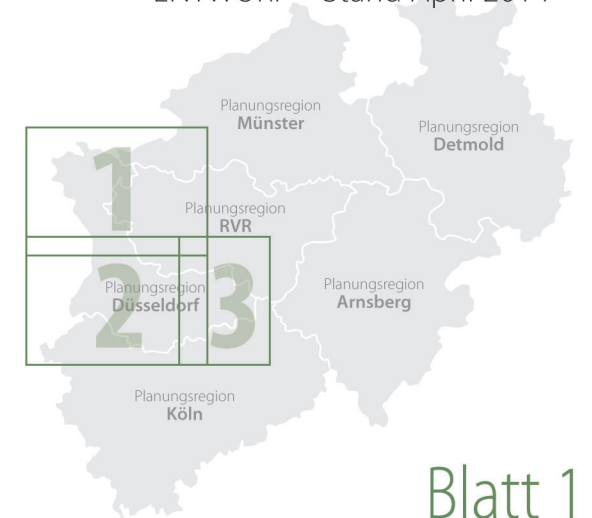 Planungsregion
Münster
Planungsregion
Detmold
1
Planungsregion
RVR
Planungsregion
Düsseldorf
2
3
Planungsregion
Arnsberg
Planungsregion
Köln
Blatt 1